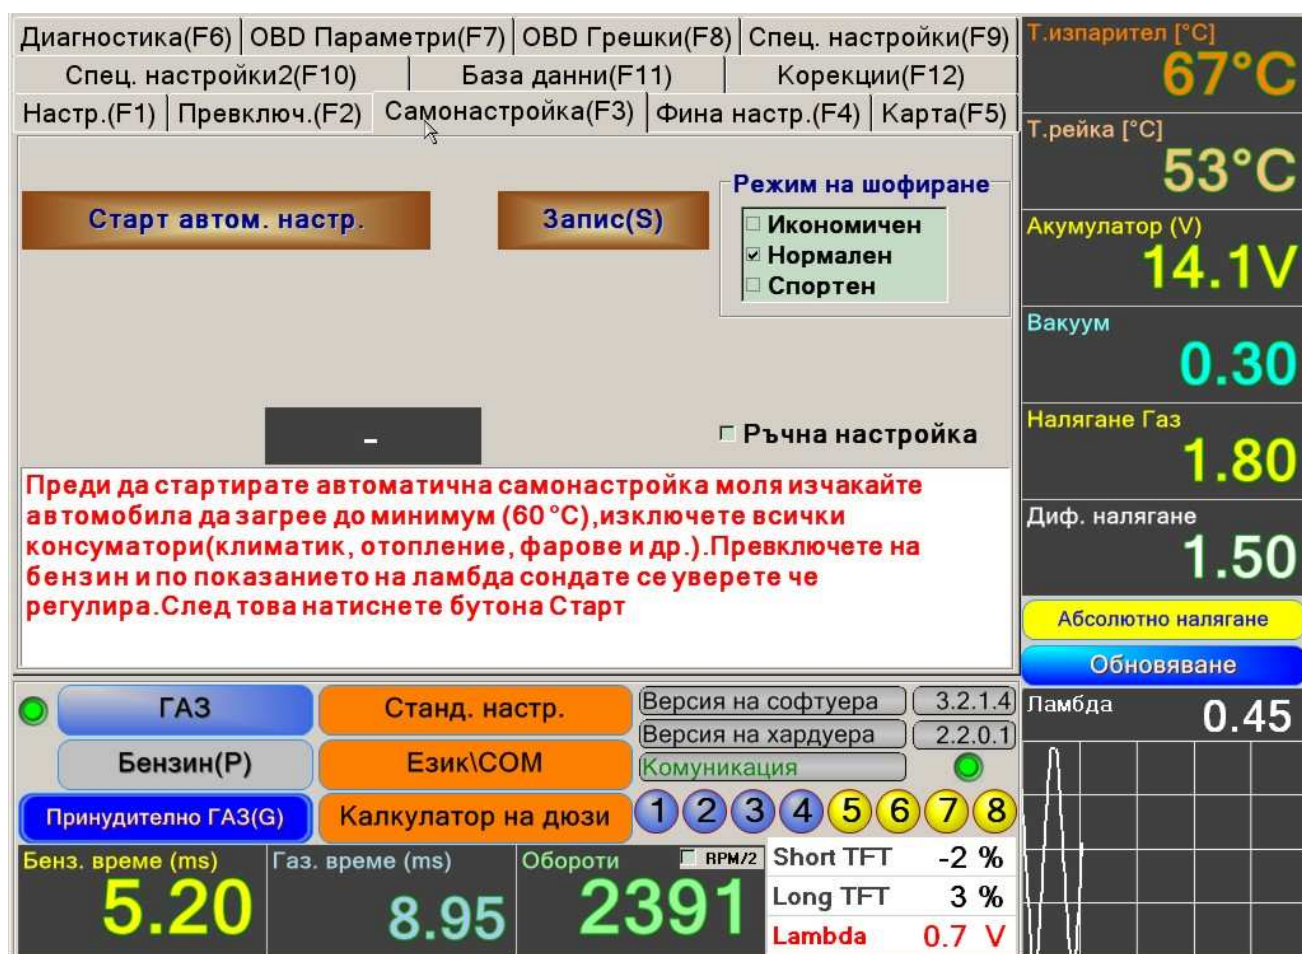 Диагностика(F6) OBD Параметри(F7) OBD Грешки(F8) Спец. настройки(F9)
Спец. настройки2(F10) База данни(F11) Корекции(F12)
Настр.(F1) Превключ.(F2) Самонастройка(F3) Фина настр.(F4) Карта(F5)
Старт автом. настр.
Запис(S)
Режим на шофиране
Икономичен
Нормален
Спортен
-
Ръчна настройка
Преди да стартирате автоматична самонастройка моля изчакайте
автомобила да загрее до минимум (60 °C),изключете всички
консуматори(климатик, отопление, фарове и др.).Превключете на
бензин и по показанието на ламбда сондате се уверете че
регулира.След това натиснете бутона Старт
Т.изпарител [°C]
67°C
Т.рейка [°C]
53°C
Акумулатор (V)
14.1V
Вакуум
0.30
Налягане Газ
1.80
Диф. налягане
1.50
Абсолютно налягане
Обновяване
Ламбда 0.45
ГАЗ
Бензин(P)
Принудително ГАЗ(G)
Станд. настр.
Език\COM
Калкулатор на дюзи
Версия на софтуера 3.2.1.4
Версия на хардуера 2.2.0.1
Комуникация
1 2 3 4 5 6 7 8
Бенз. време (ms)
5.20
Газ. време (ms)
8.95
Обороти RPM/2
2391
Short TFT -2 %
Long TFT 3 %
Lambda 0.7 V